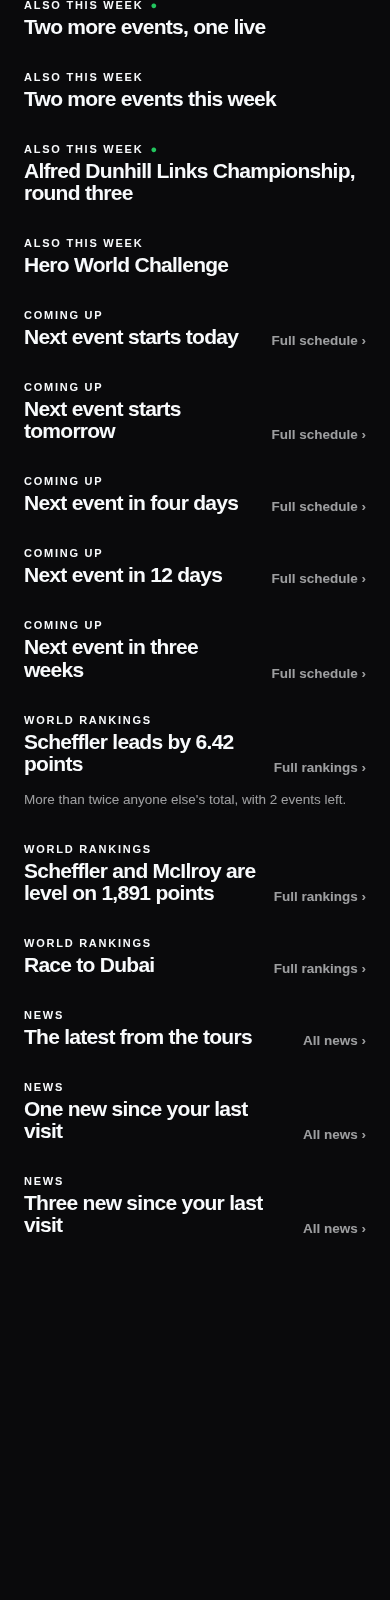 ALSO THIS WEEK
Two more events, one live
ALSO THIS WEEK
Two more events this week
ALSO THIS WEEK
Alfred Dunhill Links Championship,
round three
ALSO THIS WEEK
Hero World Challenge
COMING UP
Next event starts today
Full schedule ›
COMING UP
Next event starts
tomorrow
Full schedule ›
COMING UP
Next event in four days
Full schedule ›
COMING UP
Next event in 12 days
Full schedule ›
COMING UP
Next event in three
weeks
Full schedule ›
WORLD RANKINGS
Scheffler leads by 6.42
points
Full rankings ›
More than twice anyone else's total, with 2 events left.
WORLD RANKINGS
Scheffler and McIlroy are
level on 1,891 points
Full rankings ›
WORLD RANKINGS
Race to Dubai
Full rankings ›
NEWS
The latest from the tours
All news ›
NEWS
One new since your last
visit
All news ›
NEWS
Three new since your last
visit
All news ›